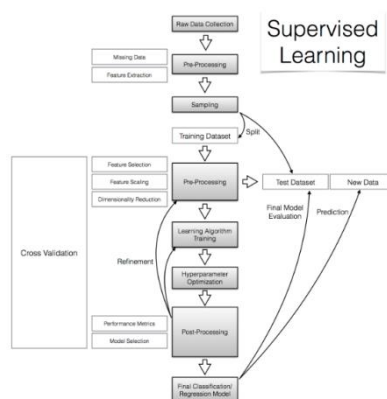 Supervised
Learning
Raw Data Collection
Missing Data
Feature Extraction
Pre-Processing
Sampling
Split
Training Dataset
Feature Selection
Feature Scaling
Dimensionality Reduction
Pre-Processing
Test Dataset
New Data
Final Model
Evaluation
Prediction
Cross Validation
Refinement
Learning Algorithm
Training
Hyperparameter
Optimization
Performance Metrics
Model Selection
Post-Processing
Final Classification/
Regression Model